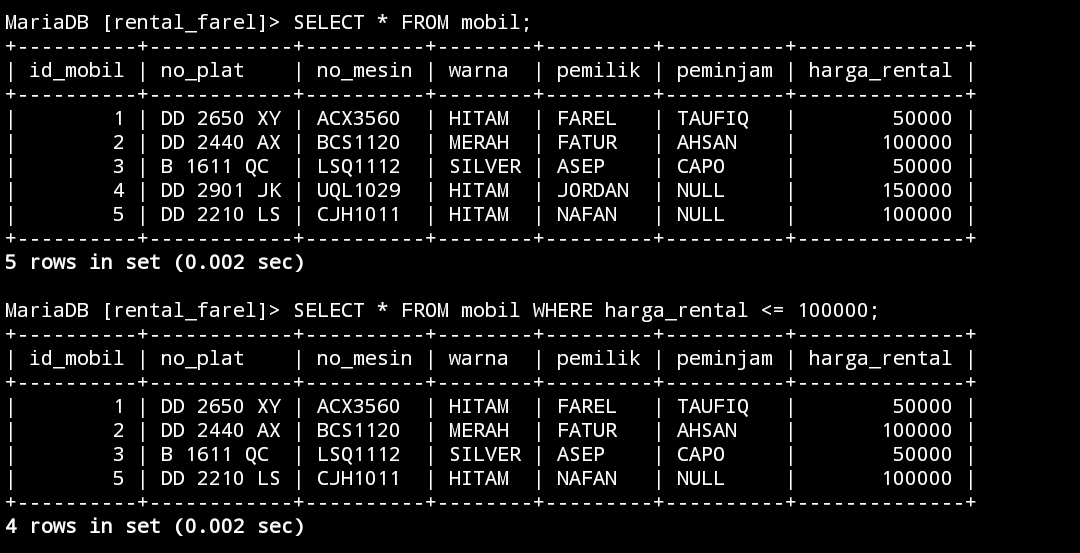 MariaDB [rental_farel]> SELECT * FROM mobil;
+----------+------------+----------+--------+---------+----------+--------------+
| id_mobil | no_plat    | no_mesin | warna  | pemilik | peminjam | harga_rental |
+----------+------------+----------+--------+---------+----------+--------------+
|        1 | DD 2650 XY | ACX3560  | HITAM  | FAREL   | TAUFIQ   |        50000 |
|        2 | DD 2440 AX | BCS1120  | MERAH  | FATUR   | AHSAN    |       100000 |
|        3 | B 1611 QC  | LSQ1112  | SILVER | ASEP    | CAPO     |        50000 |
|        4 | DD 2901 JK | UQL1029  | HITAM  | JORDAN  | NULL     |       150000 |
|        5 | DD 2210 LS | CJH1011  | HITAM  | NAFAN   | NULL     |       100000 |
+----------+------------+----------+--------+---------+----------+--------------+
5 rows in set (0.002 sec)

MariaDB [rental_farel]> SELECT * FROM mobil WHERE harga_rental <= 100000;
+----------+------------+----------+--------+---------+----------+--------------+
| id_mobil | no_plat    | no_mesin | warna  | pemilik | peminjam | harga_rental |
+----------+------------+----------+--------+---------+----------+--------------+
|        1 | DD 2650 XY | ACX3560  | HITAM  | FAREL   | TAUFIQ   |        50000 |
|        2 | DD 2440 AX | BCS1120  | MERAH  | FATUR   | AHSAN    |       100000 |
|        3 | B 1611 QC  | LSQ1112  | SILVER | ASEP    | CAPO     |        50000 |
|        5 | DD 2210 LS | CJH1011  | HITAM  | NAFAN   | NULL     |       100000 |
+----------+------------+----------+--------+---------+----------+--------------+
4 rows in set (0.002 sec)